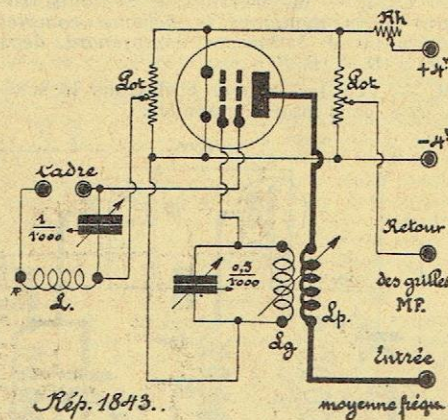 Rh
Pot
Pot
+4v
-4v
Cadre
1/1000
0,5/1000
L.
Lg
Lp.
Retour
des grilles
MF.
Entrée
moyenne fréqu
Rép. 1843..